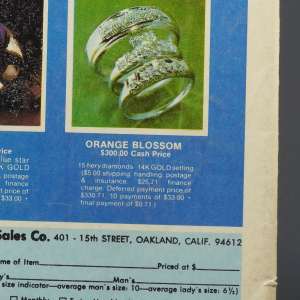 ORANGE BLOSSOM
$300.00 Cash Price
15 fiery diamonds 14K GOLD setting
($5.00 shipping, handling, postage
& insurance $25.71 finance
charge. Deferred payment price of
$330.71. 10 payments of $33.00
final payment of $0.71.)
rice
lue star
K GOLD
postage
finance
price of
$33.00
Sales Co. 401 - 15th STREET, OAKLAND, CALIF. 94612
me of Item Priced at $
y's Man's
size indicator—average man's size: 10—average lady's size: 6½)
Monthly